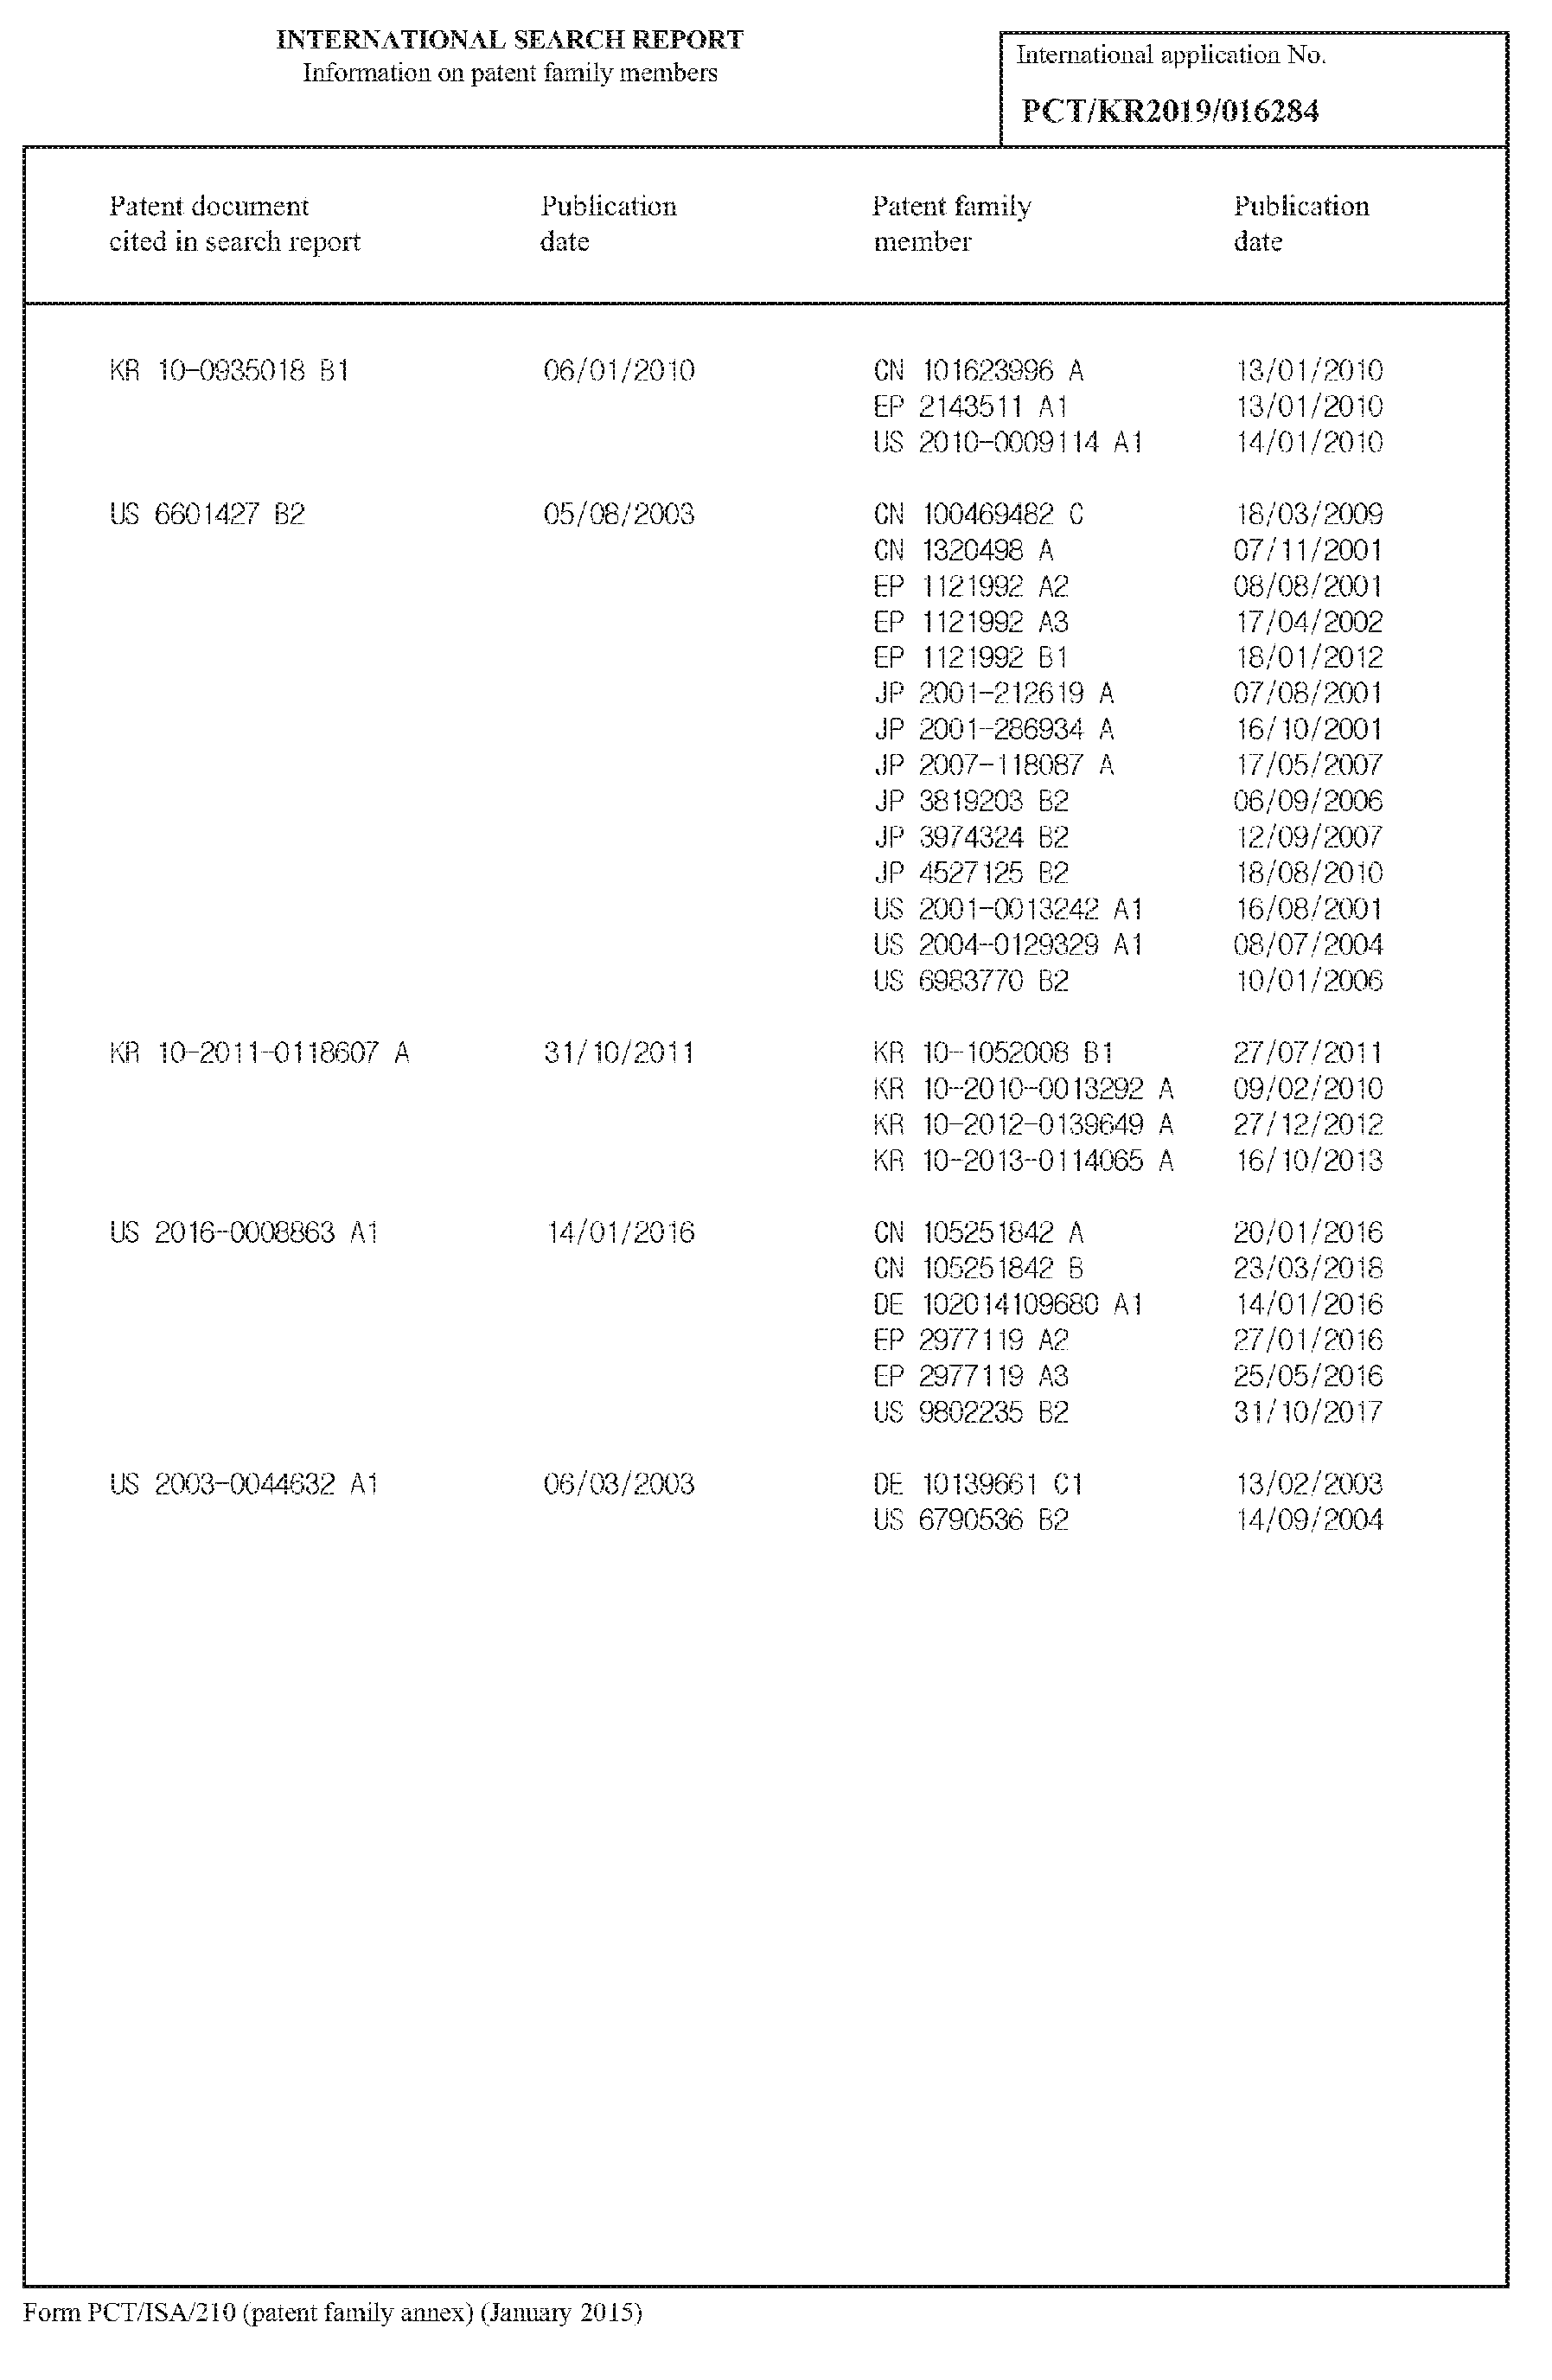 INTERNATIONAL SEARCH REPORT
Information on patent family members
International application No.
PCT/KR2019/016284
Patent document cited in search report Publication date Patent family member Publication date
KR 10-0935018 B1 06/01/2010 CN 101623996 A 13/01/2010
EP 2143511 A1 13/01/2010
US 2010-0009114 A1 14/01/2010
US 6601427 B2 05/08/2003 CN 100469482 C 18/03/2009
CN 1320498 A 07/11/2001
EP 1121992 A2 08/08/2001
EP 1121992 A3 17/04/2002
EP 1121992 B1 18/01/2012
JP 2001-212619 A 07/08/2001
JP 2001-286934 A 16/10/2001
JP 2007-118087 A 17/05/2007
JP 3819203 B2 06/09/2006
JP 3974324 B2 12/09/2007
JP 4527125 B2 18/08/2010
US 2001-0013242 A1 16/08/2001
US 2004-0129329 A1 08/07/2004
US 6983770 B2 10/01/2006
KR 10-2011-0118607 A 31/10/2011 KR 10-1052008 B1 27/07/2011
KR 10-2010-0013292 A 09/02/2010
KR 10-2012-0139649 A 27/12/2012
KR 10-2013-0114065 A 16/10/2013
US 2016-0008863 A1 14/01/2016 CN 105251842 A 20/01/2016
CN 105251842 B 23/03/2018
DE 102014109680 A1 14/01/2016
EP 2977119 A2 27/01/2016
EP 2977119 A3 25/05/2016
US 9802235 B2 31/10/2017
US 2003-0044632 A1 06/03/2003 DE 10139661 C1 13/02/2003
US 6790536 B2 14/09/2004
Form PCT/ISA/210 (patent family annex) (January 2015)